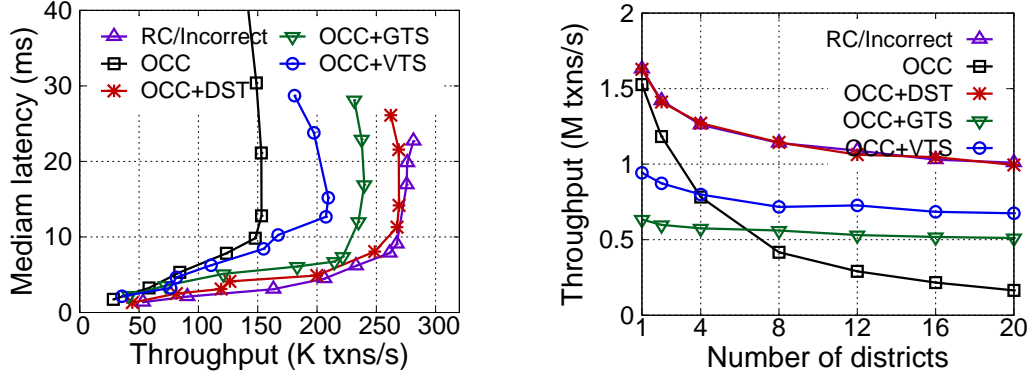 40
30
20
10
0
Mediam latency (ms)
0 50 100 150 200 250 300
Throughput (K txns/s)
RC/Incorrect
OCC
OCC+DST
OCC+GTS
OCC+VTS
2
1.5
1
0.5
0
Throughput (M txns/s)
1 4 8 12 16 20
Number of districts
RC/Incorrect
OCC
OCC+DST
OCC+GTS
OCC+VTS